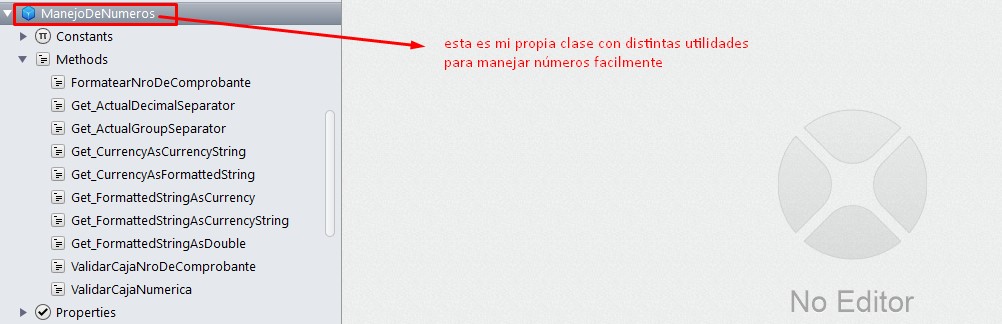 ManejoDeNumeros
Constants
Methods
FormatearNroDeComprobante
Get_ActualDecimalSeparator
Get_ActualGroupSeparator
Get_CurrencyAsCurrencyString
Get_CurrencyAsFormattedString
Get_FormattedStringAsCurrency
Get_FormattedStringAsCurrencyString
Get_FormattedStringAsDouble
ValidarCajaNroDeComprobante
ValidarCajaNumerica
Properties
esta es mi propia clase con distintas utilidades
para manejar números facilmente
No Editor